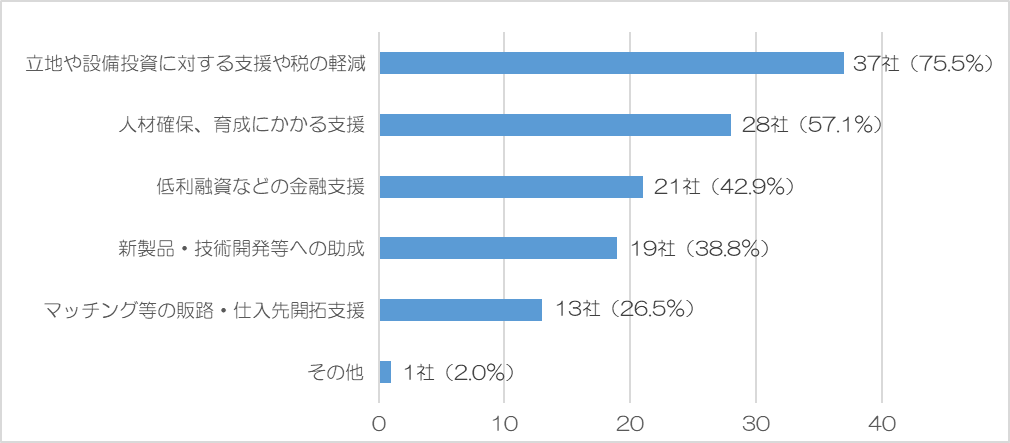 立地や設備投資に対する支援や税の軽減 37社（75.5%）
人材確保、育成にかかる支援 28社（57.1%）
低利融資などの金融支援 21社（42.9%）
新製品・技術開発等への助成 19社（38.8%）
マッチング等の販路・仕入先開拓支援 13社（26.5%）
その他 1社（2.0%）
0 10 20 30 40